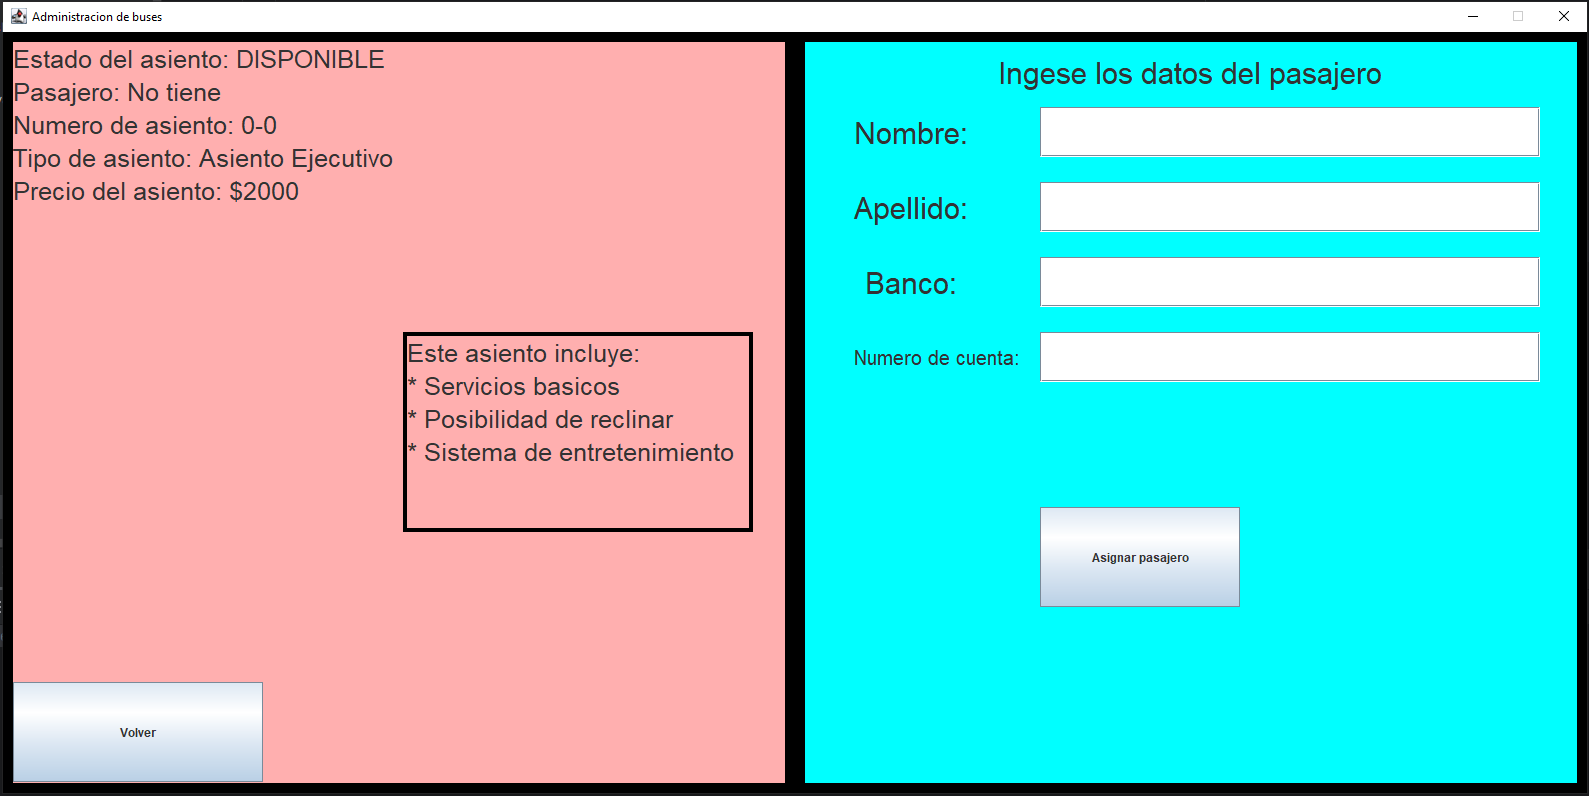 Administracion de buses
Estado del asiento: DISPONIBLE
Pasajero: No tiene
Numero de asiento: 0-0
Tipo de asiento: Asiento Ejecutivo
Precio del asiento: $2000
Este asiento incluye:
* Servicios basicos
* Posibilidad de reclinar
* Sistema de entretenimiento
Volver
Ingese los datos del pasajero
Nombre:
Apellido:
Banco:
Numero de cuenta:
Asignar pasajero